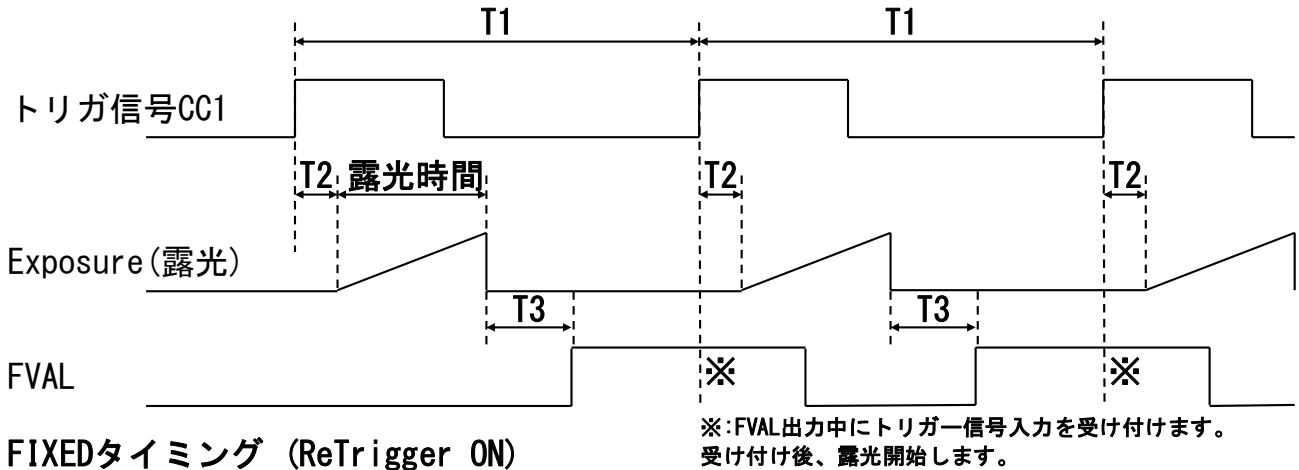 T1 T1
トリガ信号CC1
T2 露光時間 T2 T2
Exposure(露光)
T3 T3
FVAL ※ ※
※:FVAL出力中にトリガー信号入力を受け付けます。
FIXEDタイミング (ReTrigger ON)
受け付け後、露光開始します。